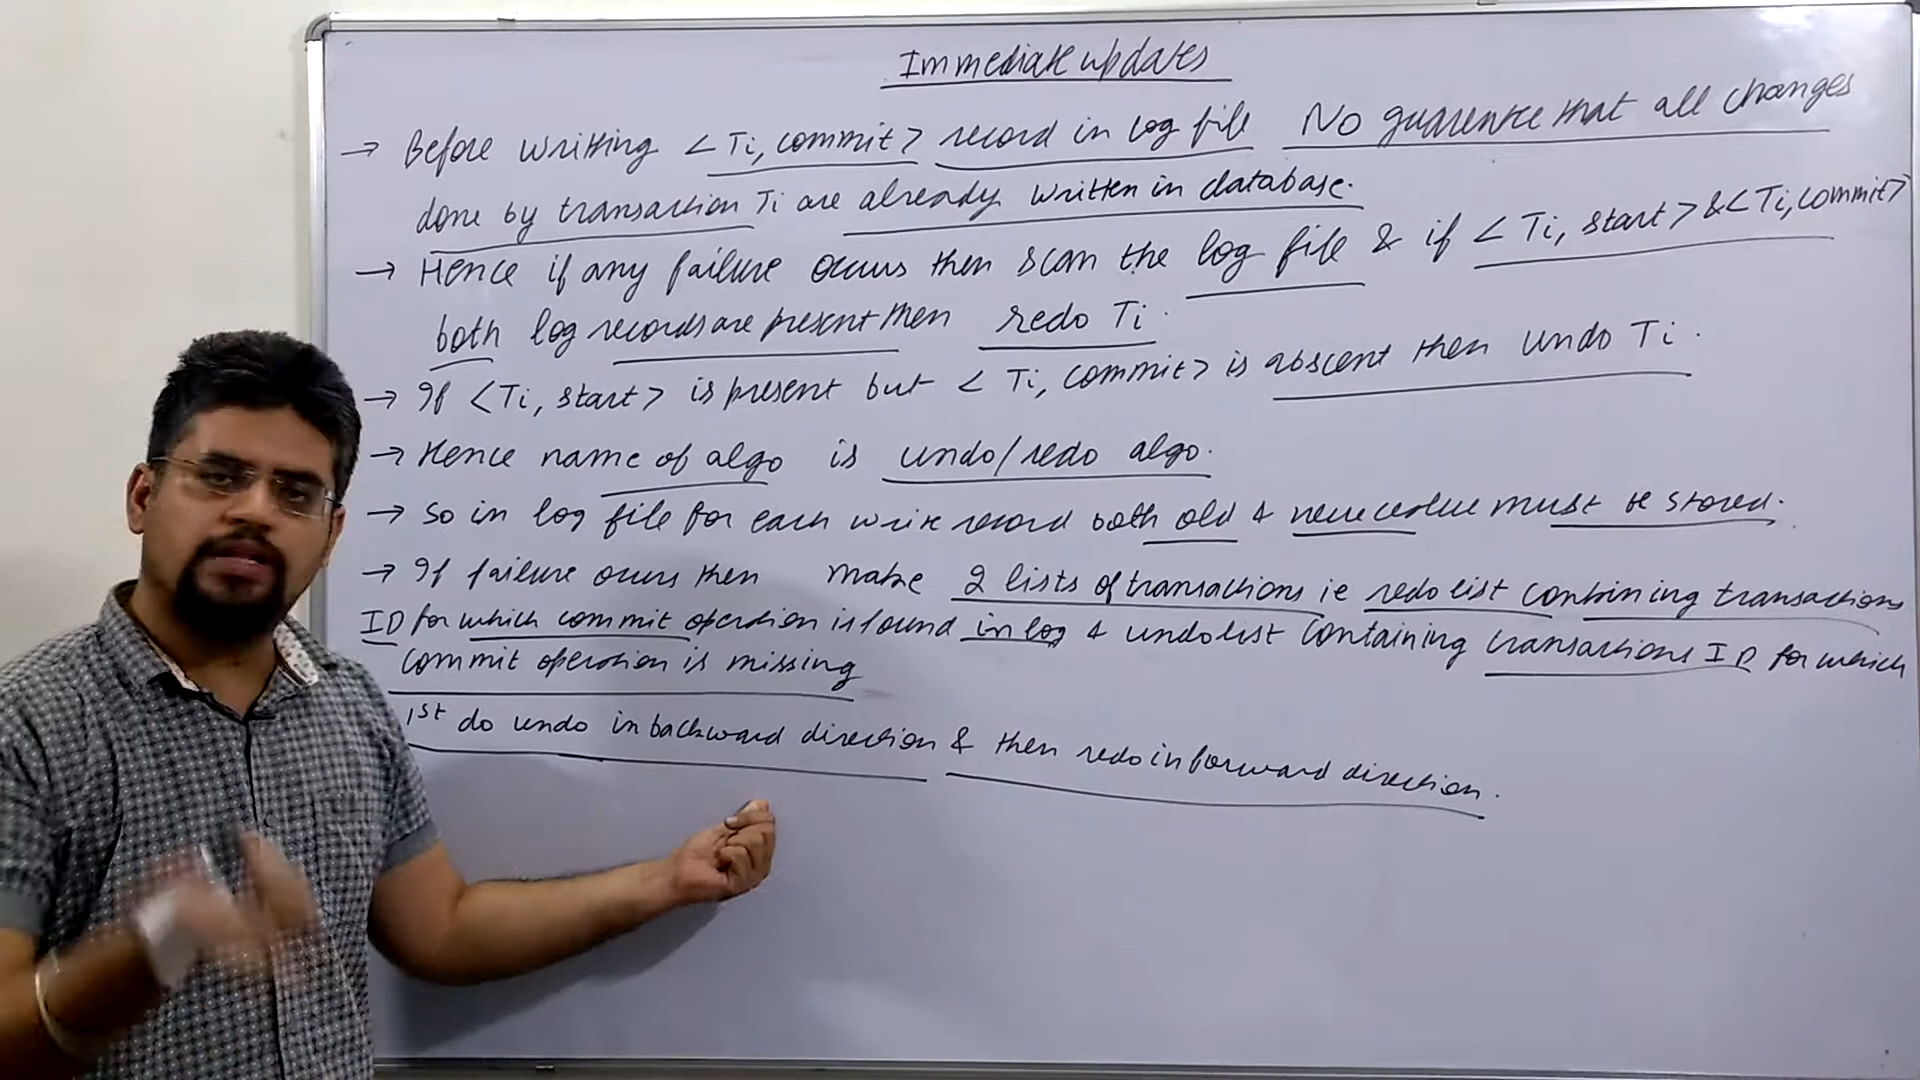 Immediate updates
→ Before writting <Ti, commit> record in log file No guarentee that all changes
done by transaction Ti are already written in database.
→ Hence if any failure occurs then scan the log file & if <Ti, start> & <Ti, commit>
both log records are present then redo Ti.
→ If <Ti, start> is present but <Ti, commit> is abscent then undo Ti.
→ Hence name of algo is undo/redo algo.
→ So in log file for each write record both old & new value must be stored.
→ If failure occurs then make 2 lists of transactions ie redo list containing transactions
ID for which commit operation is found in log & undo list containing transactions ID for which
commit operation is missing
1st do undo in backward direction & then redo in forward direction.